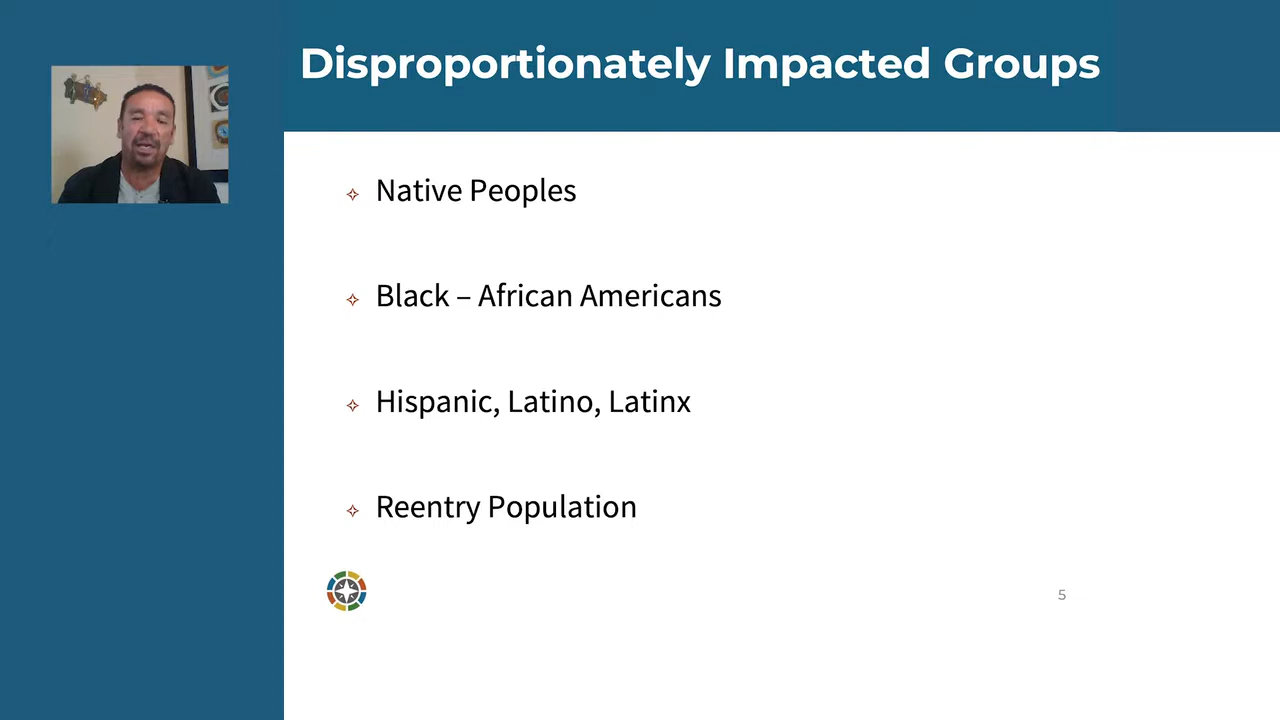 Disproportionately Impacted Groups
Native Peoples
Black – African Americans
Hispanic, Latino, Latinx
Reentry Population
5